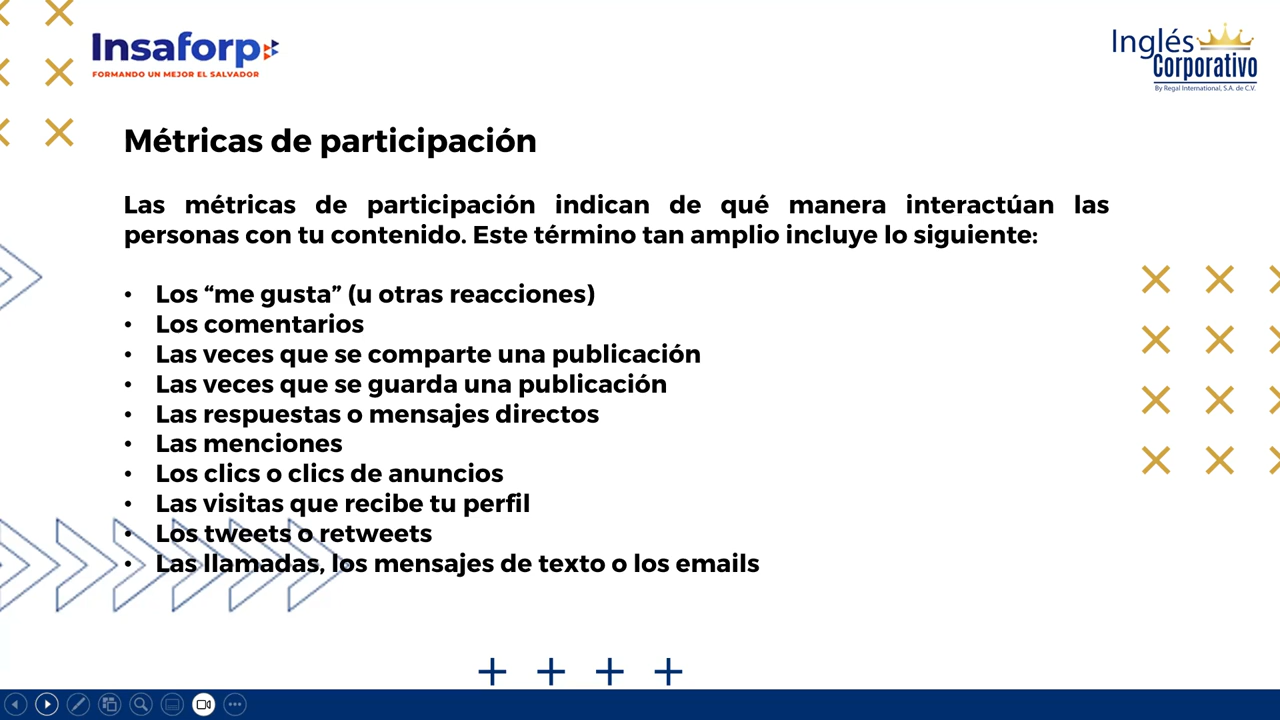 Insaforp
FORMANDO UN MEJOR EL SALVADOR
Inglés
Corporativo
By Regal International, S.A. de C.V.
Métricas de participación
Las métricas de participación indican de qué manera interactúan las
personas con tu contenido. Este término tan amplio incluye lo siguiente:
• Los “me gusta” (u otras reacciones)
• Los comentarios
• Las veces que se comparte una publicación
• Las veces que se guarda una publicación
• Las respuestas o mensajes directos
• Las menciones
• Los clics o clics de anuncios
• Las visitas que recibe tu perfil
• Los tweets o retweets
• Las llamadas, los mensajes de texto o los emails